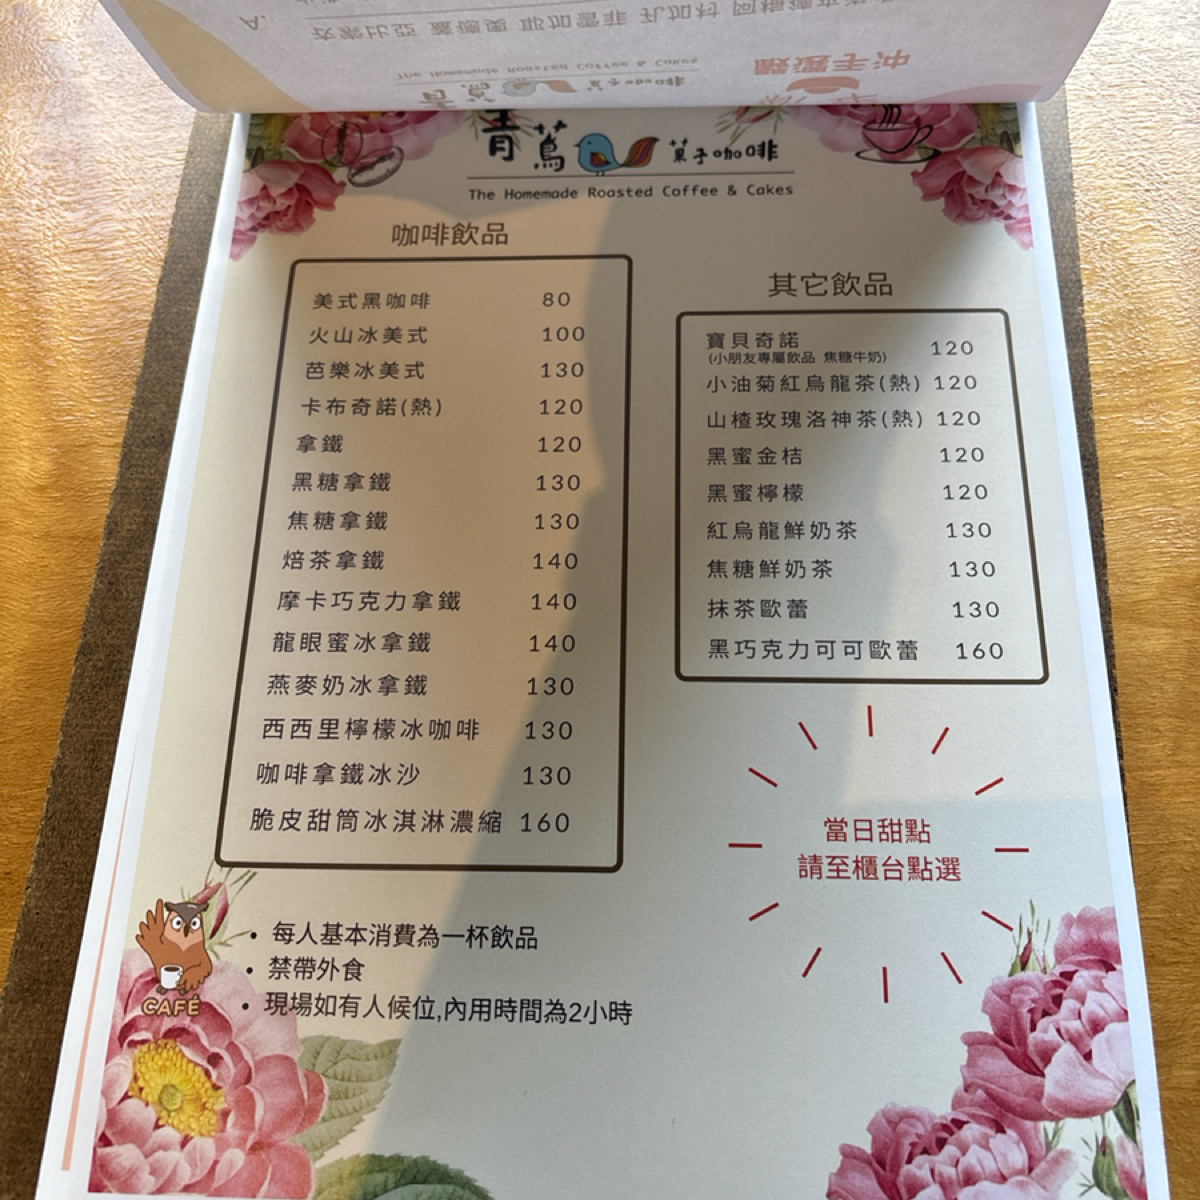 青蔦 菓子咖啡
The Homemade Roasted Coffee & Cakes
咖啡飲品
美式黑咖啡 80
火山冰美式 100
芭樂冰美式 130
卡布奇諾(熱) 120
拿鐵 120
黑糖拿鐵 130
焦糖拿鐵 130
焙茶拿鐵 140
摩卡巧克力拿鐵 140
龍眼蜜冰拿鐵 140
燕麥奶冰拿鐵 130
西西里檸檬冰咖啡 130
咖啡拿鐵冰沙 130
脆皮甜筒冰淇淋濃縮 160
其它飲品
寶貝奇諾 120
(小朋友專屬飲品 焦糖牛奶)
小油菊紅烏龍茶(熱) 120
山楂玫瑰洛神茶(熱) 120
黑蜜金桔 120
黑蜜檸檬 120
紅烏龍鮮奶茶 130
焦糖鮮奶茶 130
抹茶歐蕾 130
黑巧克力可可歐蕾 160
當日甜點
請至櫃台點選
CAFÉ
• 每人基本消費為一杯飲品
• 禁帶外食
• 現場如有人候位,內用時間為2小時